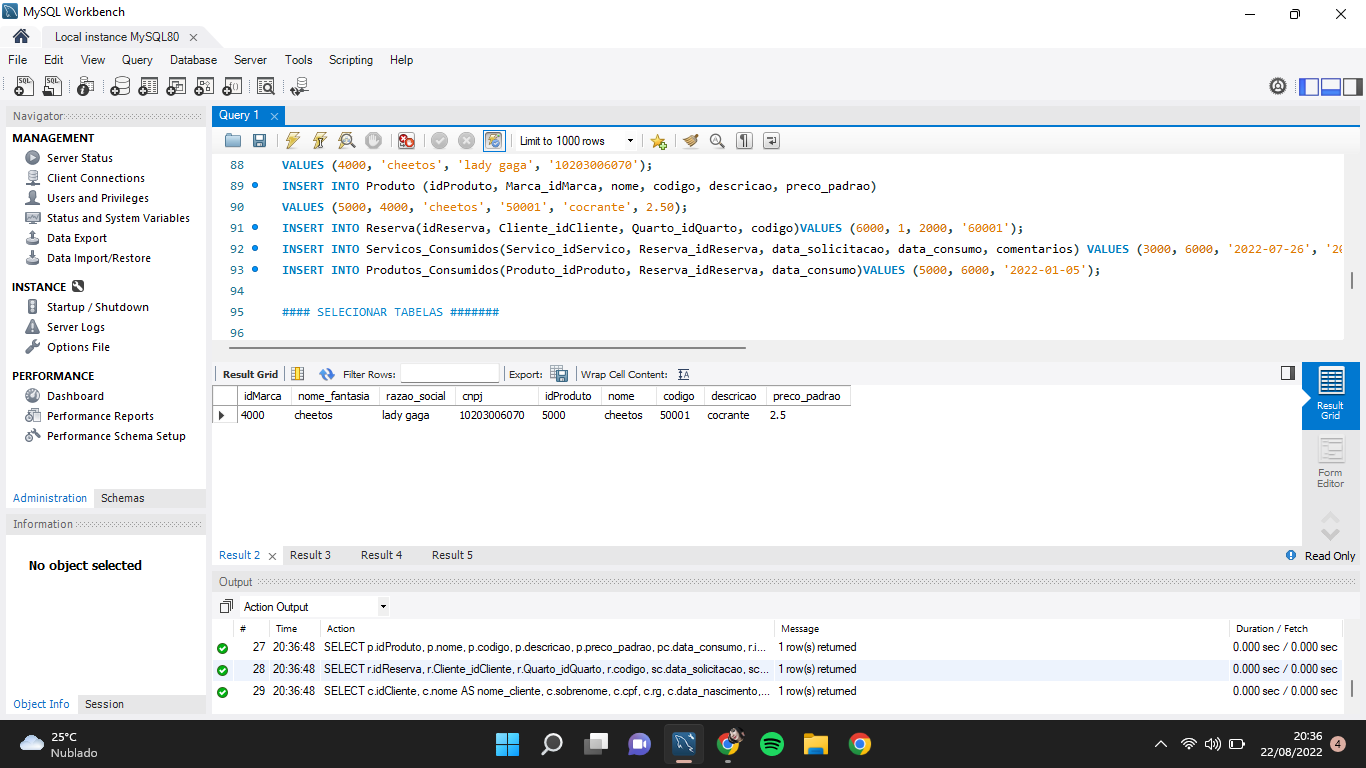 MySQL Workbench
Local instance MySQL80
File Edit View Query Database Server Tools Scripting Help
Navigator
MANAGEMENT
Server Status
Client Connections
Users and Privileges
Status and System Variables
Data Export
Data Import/Restore
INSTANCE
Startup / Shutdown
Server Logs
Options File
PERFORMANCE
Dashboard
Performance Reports
Performance Schema Setup
Administration Schemas
Information
No object selected
Object Info Session
Query 1
Limit to 1000 rows
88 VALUES (4000, 'cheetos', 'lady gaga', '10203006070');
89 INSERT INTO Produto (idProduto, Marca_idMarca, nome, codigo, descricao, preco_padrao)
90 VALUES (5000, 4000, 'cheetos', '50001', 'cocrante', 2.50);
91 INSERT INTO Reserva(idReserva, Cliente_idCliente, Quarto_idQuarto, codigo)VALUES (6000, 1, 2000, '60001');
92 INSERT INTO Servicos_Consumidos(Servico_idServico, Reserva_idReserva, data_solicitacao, data_consumo, comentarios) VALUES (3000, 6000, '2022-07-26', '20
93 INSERT INTO Produtos_Consumidos(Produto_idProduto, Reserva_idReserva, data_consumo)VALUES (5000, 6000, '2022-01-05');
94
95 #### SELECIONAR TABELAS #######
96
Result Grid Filter Rows: Export: Wrap Cell Content:
idMarca nome_fantasia razao_social cnpj idProduto nome codigo descricao preco_padrao
4000 cheetos lady gaga 10203006070 5000 cheetos 50001 cocrante 2.5
Result Grid
Form Editor
Result 2 Result 3 Result 4 Result 5
Read Only
Output
Action Output
# Time Action Message Duration / Fetch
27 20:36:48 SELECT p.idProduto, p.nome, p.codigo, p.descricao, p.preco_padrao, pc.data_consumo, r.i... 1 row(s) returned 0.000 sec / 0.000 sec
28 20:36:48 SELECT r.idReserva, r.Cliente_idCliente, r.Quarto_idQuarto, r.codigo, sc.data_solicitacao, sc... 1 row(s) returned 0.000 sec / 0.000 sec
29 20:36:48 SELECT c.idCliente, c.nome AS nome_cliente, c.sobrenome, c.cpf, c.rg, c.data_nascimento,... 1 row(s) returned 0.000 sec / 0.000 sec
25°C
Nublado
20:36
22/08/2022
4